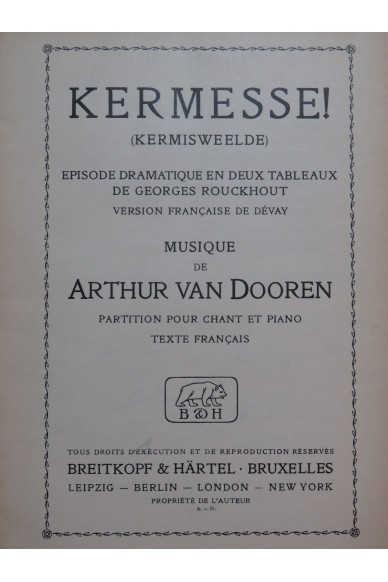 KERMESSE!
(KERMISWEELDE)
EPISODE DRAMATIQUE EN DEUX TABLEAUX
DE GEORGES ROUCKHOUT
VERSION FRANÇAISE DE DÉVAY
MUSIQUE
DE
ARTHUR VAN DOOREN
PARTITION POUR CHANT ET PIANO
TEXTE FRANÇAIS
B & H
TOUS DROITS D'EXÉCUTION ET DE REPRODUCTION RÉSERVÉS
BREITKOPF & HÄRTEL · BRUXELLES
LEIPZIG — BERLIN — LONDON — NEW YORK
PROPRIÉTÉ DE L'AUTEUR
A. v. D.